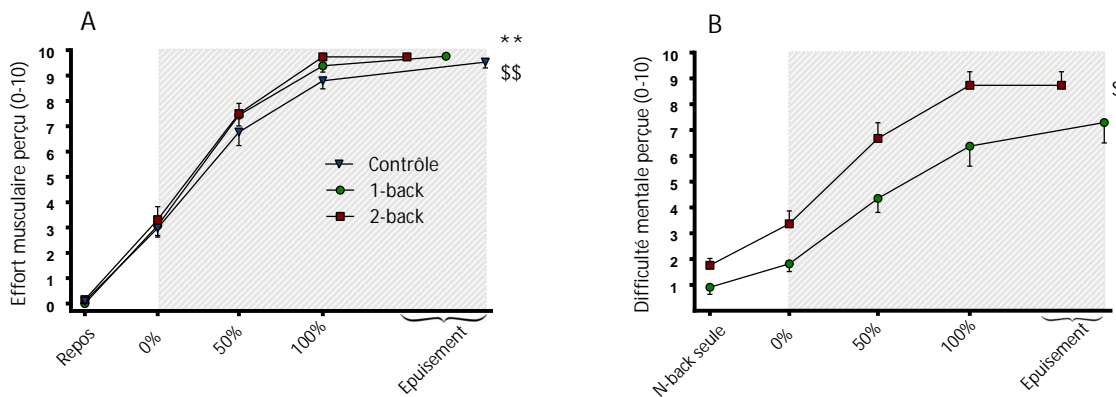 A
Effort musculaire perçu (0-10)
10
9
8
7
6
5
4
3
2
1
0
**
$$
Contrôle
1-back
2-back
Repos
0%
50%
100%
Epuisement
B
Difficulté mentale perçue (0-10)
10
9
8
7
6
5
4
3
2
1
N-back seule
0%
50%
100%
Epuisement